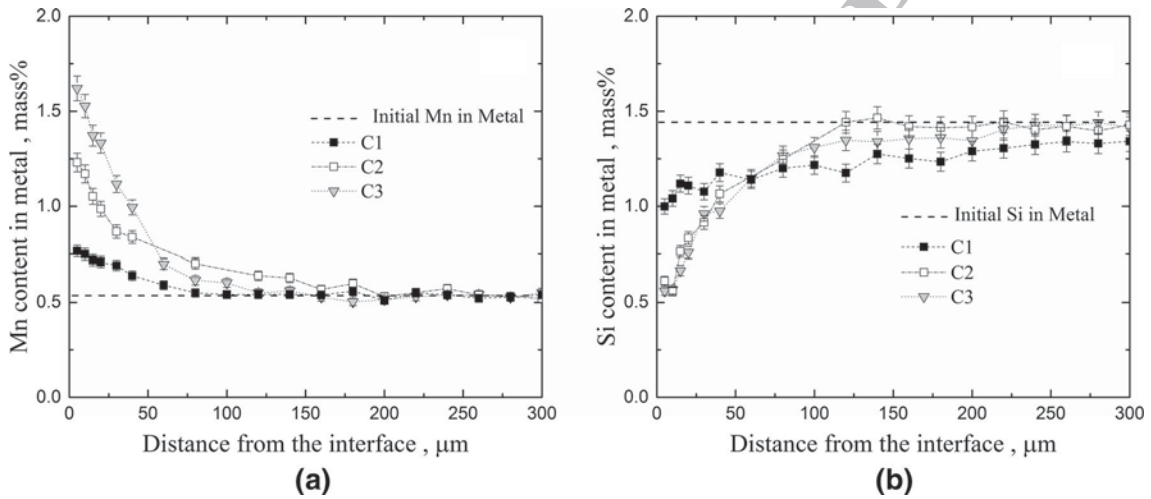 2.0
1.5
1.0
0.5
0.0
Mn content in metal , mass%
Initial Mn in Metal
C1
C2
C3
0 50 100 150 200 250 300
Distance from the interface , μm
(a)
2.0
1.5
1.0
0.5
0.0
Si content in metal , mass%
Initial Si in Metal
C1
C2
C3
0 50 100 150 200 250 300
Distance from the interface , μm
(b)